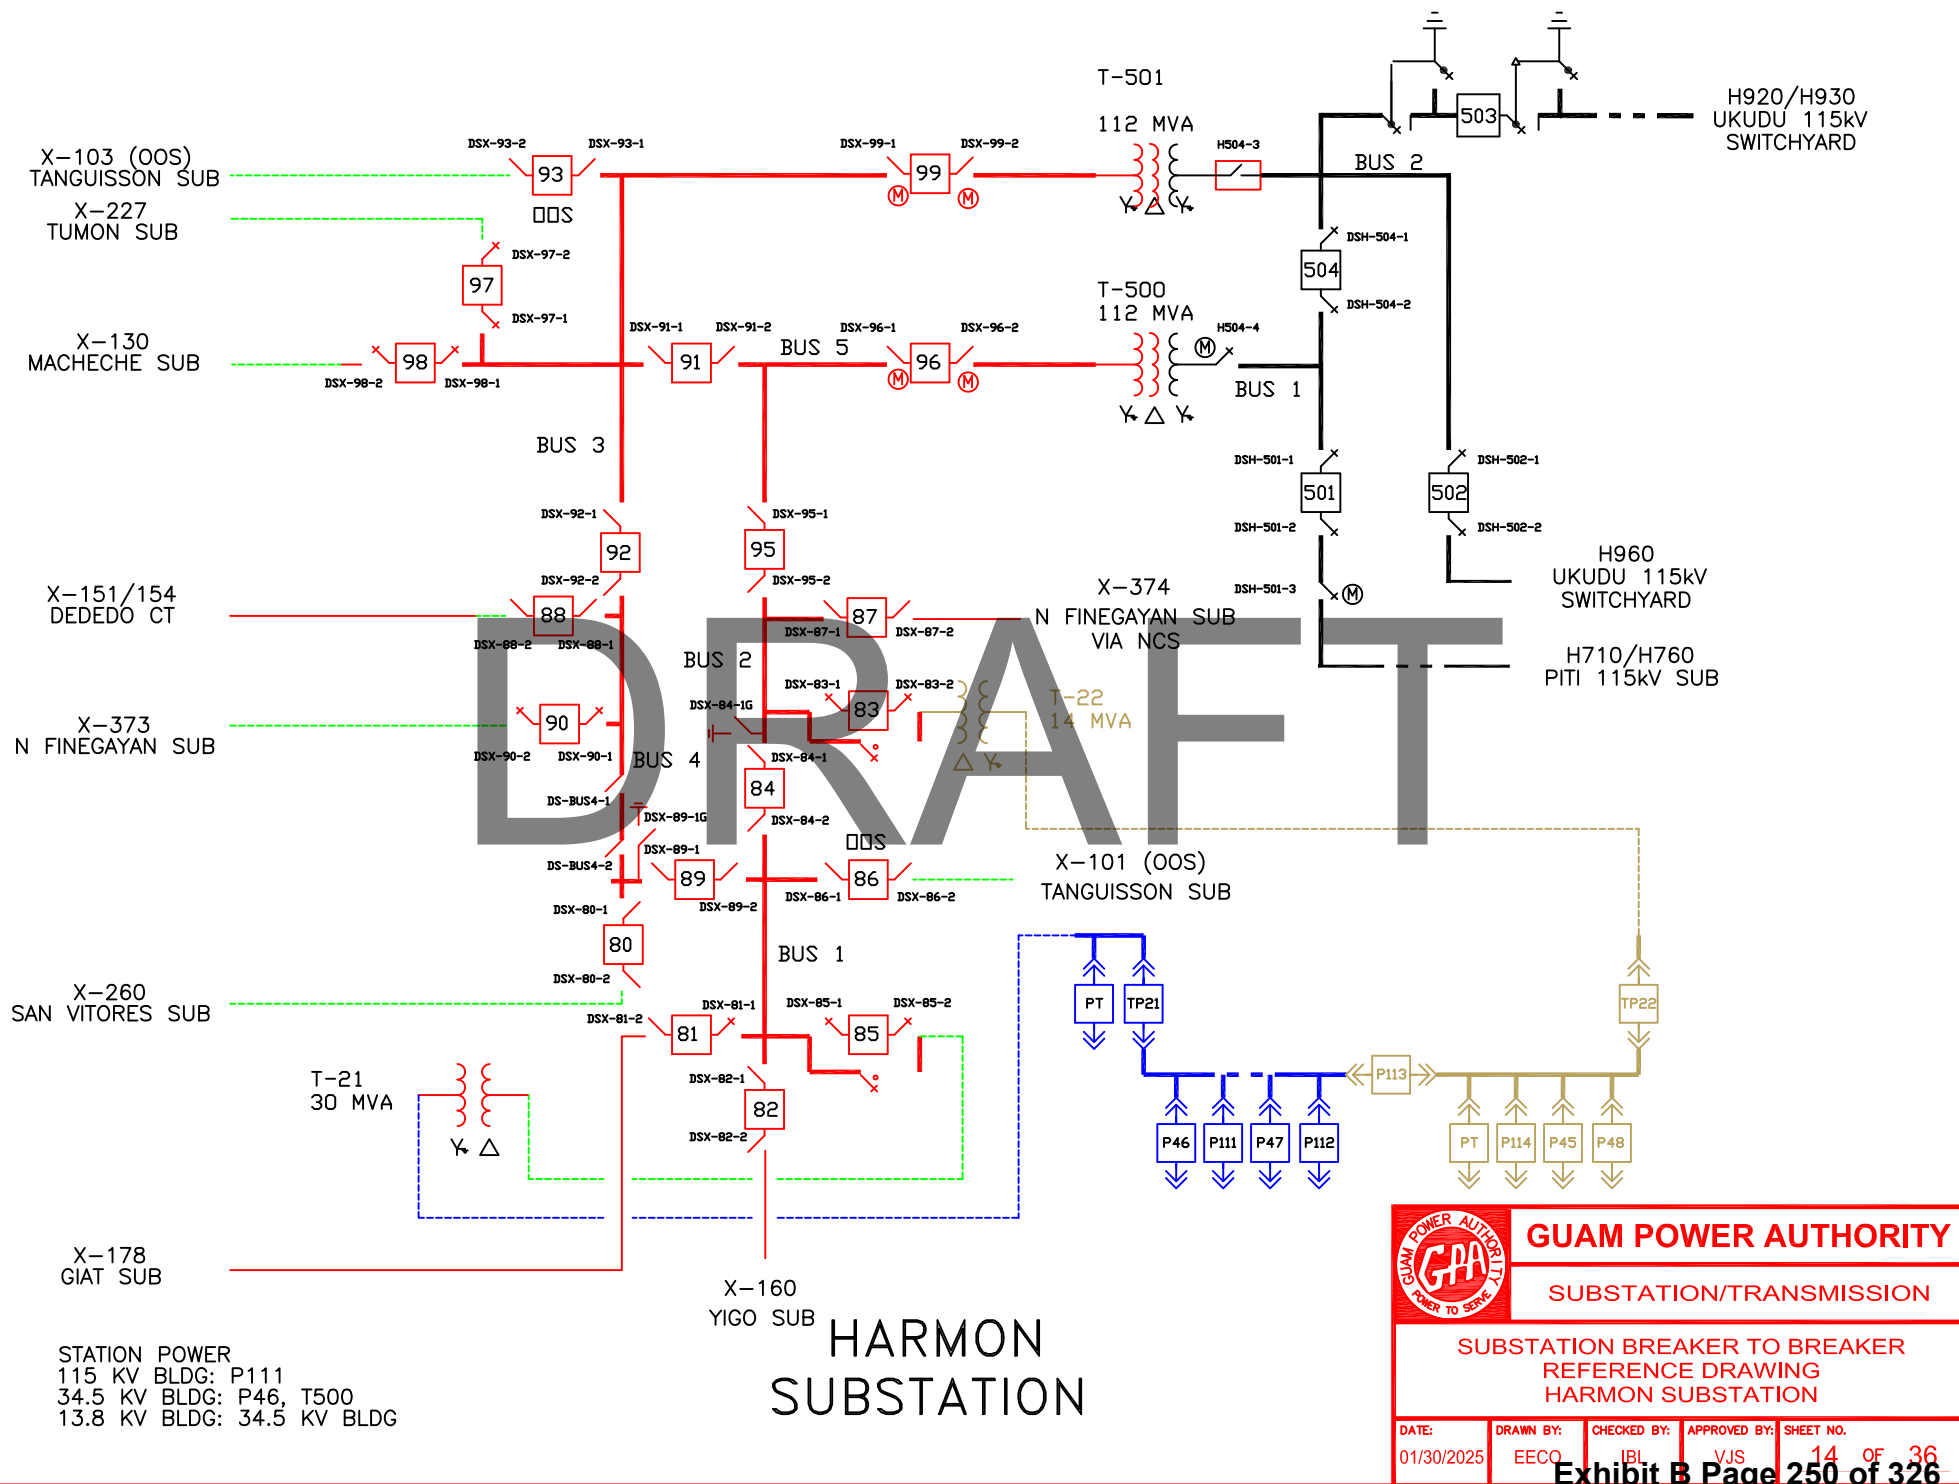 T-501
112 MVA
H504-3
503
H920/H930
UKUDU 115kV
SWITCHYARD
BUS 2
X-103 (OOS)
TANGUISSON SUB
DSX-93-2
DSX-93-1
93
OOS
DSX-99-1
DSX-99-2
99
M
M
X-227
TUMON SUB
DSX-97-2
97
DSX-97-1
DSH-504-1
504
DSH-504-2
T-500
112 MVA
H504-4
M
BUS 1
X-130
MACHECHE SUB
DSX-98-2
98
DSX-98-1
DSX-91-1
DSX-91-2
91
BUS 5
DSX-96-1
DSX-96-2
96
M
M
BUS 3
DSH-501-1
501
DSH-501-2
DSH-502-1
502
DSH-502-2
DSX-92-1
92
DSX-92-2
DSX-95-1
95
DSX-95-2
DSH-501-3
M
H960
UKUDU 115kV
SWITCHYARD
X-151/154
DEDEDO CT
88
DSX-88-2
DSX-88-1
87
DSX-87-1
DSX-87-2
X-374
N FINEGAYAN SUB
VIA NCS
H710/H760
PITI 115kV SUB
BUS 2
DSX-83-1
DSX-83-2
83
DSX-84-1G
T-22
14 MVA
X-373
N FINEGAYAN SUB
90
DSX-90-2
DSX-90-1
BUS 4
DSX-84-1
84
DSX-84-2
DS-BUS4-1
DSX-89-1G
DSX-89-1
DS-BUS4-2
DRAFT
89
DSX-89-2
OOS
86
DSX-86-1
DSX-86-2
X-101 (OOS)
TANGUISSON SUB
DSX-80-1
80
DSX-80-2
BUS 1
X-260
SAN VITORES SUB
DSX-81-2
DSX-81-1
81
DSX-85-1
DSX-85-2
85
PT
TP21
TP22
P113
T-21
30 MVA
DSX-82-1
82
DSX-82-2
P46
P111
P47
P112
PT
P114
P45
P48
X-178
GIAT SUB
X-160
YIGO SUB
HARMON
SUBSTATION
STATION POWER
115 KV BLDG: P111
34.5 KV BLDG: P46, T500
13.8 KV BLDG: 34.5 KV BLDG
GUAM POWER AUTHORITY
GPA
POWER TO SERVE
GUAM POWER AUTHORITY
SUBSTATION/TRANSMISSION
SUBSTATION BREAKER TO BREAKER
REFERENCE DRAWING
HARMON SUBSTATION
DATE:
01/30/2025
DRAWN BY:
EECO
CHECKED BY:
IBL
APPROVED BY:
VJS
SHEET NO.
14 OF 36
Exhibit B Page 250 of 326